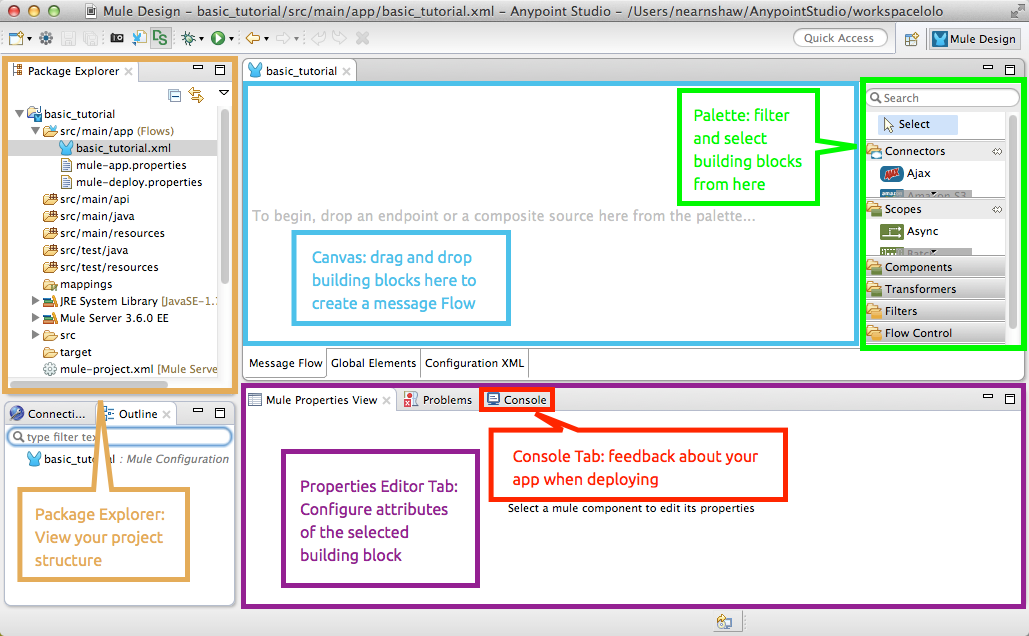 Mule Design – basic_tutorial/src/main/app/basic_tutorial.xml – Anypoint Studio – /Users/nearnshaw/AnypointStudio/workspacelolo
Quick Access
Mule Design
Package Explorer
basic_tutorial
src/main/app (Flows)
basic_tutorial.xml
mule-app.properties
mule-deploy.properties
src/main/api
src/main/java
src/main/resources
src/test/java
src/test/resources
mappings
JRE System Library [JavaSE-1.
Mule Server 3.6.0 EE
src
target
mule-project.xml [Mule Serve
basic_tutorial
To begin, drop an endpoint or a composite source here from the palette...
Canvas: drag and drop
building blocks here to
create a message Flow
Palette: filter
and select
building blocks
from here
Search
Select
Connectors
Ajax
Amazon S3
Scopes
Async
Batch
Components
Transformers
Filters
Flow Control
Message Flow
Global Elements
Configuration XML
Connecti...
Outline
type filter tex
basic_tutorial : Mule Configuration
Package Explorer:
View your project
structure
Mule Properties View
Problems
Console
Properties Editor Tab:
Configure attributes
of the selected
building block
Console Tab: feedback about your
app when deploying
Select a mule component to edit its properties